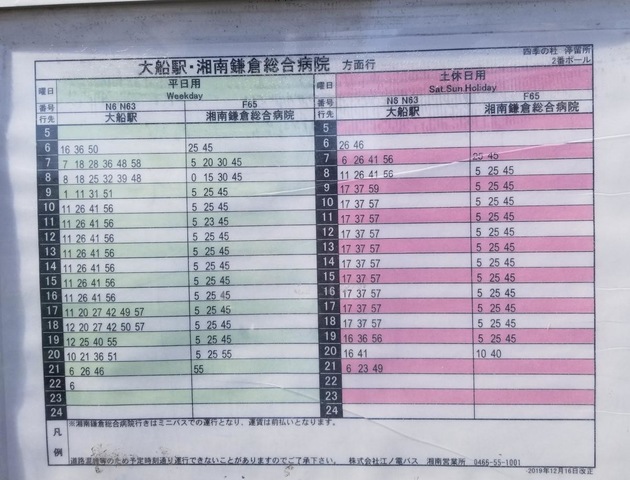 四季の杜 停留所
大船駅・湘南鎌倉総合病院 方面行 2番ポール
曜日 平日用 曜日 土休日用
Weekday Sat Sun Holiday
番号 N6 N63 F65 番号 N6 N63 F65
行先 大船駅 湘南鎌倉総合病院 行先 大船駅 湘南鎌倉総合病院
5 5
6 16 36 50 25 45 6 26 46
7 7 18 28 36 48 58 5 20 30 45 7 6 26 41 56 25 45
8 8 18 25 32 39 48 0 15 30 45 8 11 26 41 56 5 25 45
9 1 11 31 51 5 25 45 9 17 37 59 5 25 45
10 11 26 41 56 5 25 45 10 17 37 57 5 25 45
11 11 26 41 56 5 23 45 11 17 37 57 5 25 45
12 11 26 41 56 5 25 45 12 17 37 57 5 25 45
13 11 26 41 56 5 25 45 13 17 37 57 5 25 45
14 11 26 41 56 5 25 45 14 17 37 57 5 25 45
15 11 26 41 56 5 25 45 15 17 37 57 5 25 45
16 11 26 41 56 5 25 45 16 17 37 57 5 25 45
17 11 20 27 42 49 57 5 25 45 17 17 37 57 5 25 45
18 12 20 27 42 50 57 5 25 45 18 17 37 57 5 25 45
19 12 25 40 55 5 25 45 19 16 36 56 5 25 45
20 10 21 36 51 5 25 55 20 16 41 10 40
21 6 26 46 55 21 6 23 49
22 6 22
23 23
24 24
凡例 ※湘南鎌倉総合病院行きはミニバスでの運行となり、運賃は前払いとなります。
道路混雑等のため予定時刻通り運行できないことがありますのでご了承下さい。 株式会社江ノ電バス 湘南営業所 0466-55-1001
2019年12月16日改正